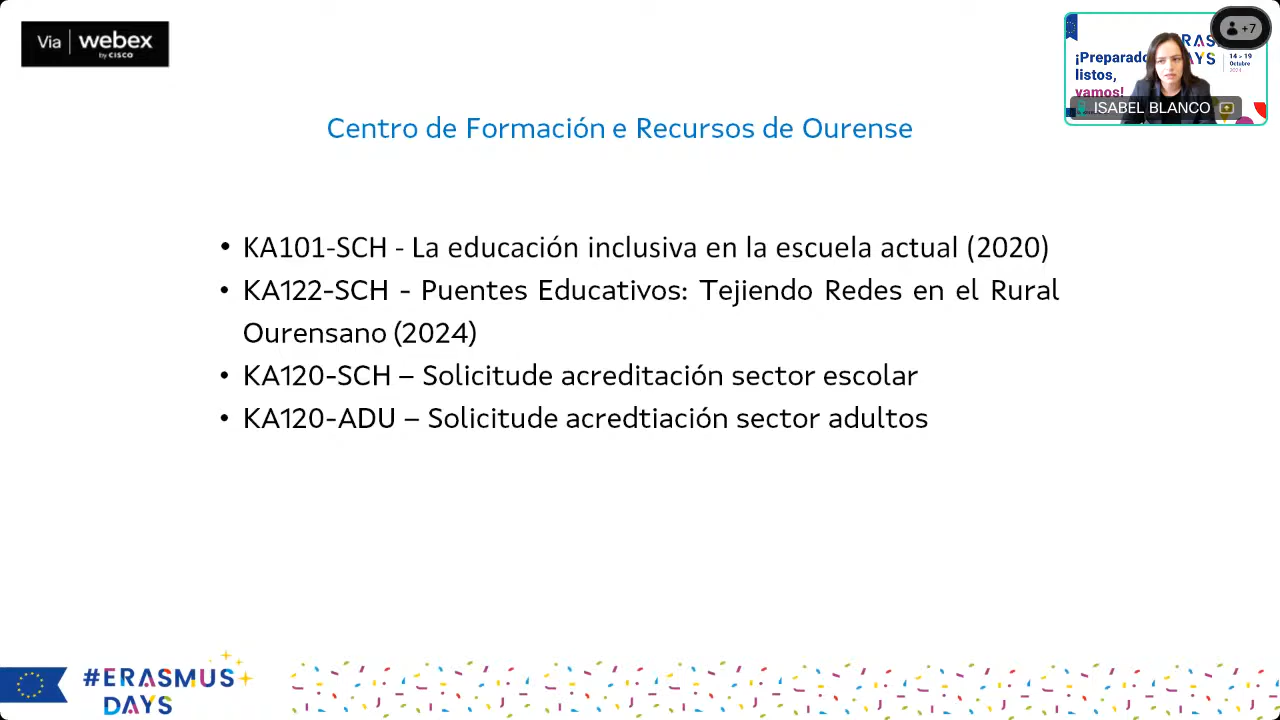 Via webex
by CISCO
+7
¡Preparado
listos,
vamos!
14 > 19
Octubre
2024
ISABEL BLANCO
Centro de Formación e Recursos de Ourense
• KA101-SCH - La educación inclusiva en la escuela actual (2020)
• KA122-SCH - Puentes Educativos: Tejiendo Redes en el Rural
Ourensano (2024)
• KA120-SCH – Solicitude acreditación sector escolar
• KA120-ADU – Solicitude acredtiación sector adultos
#ERASMUS
DAYS